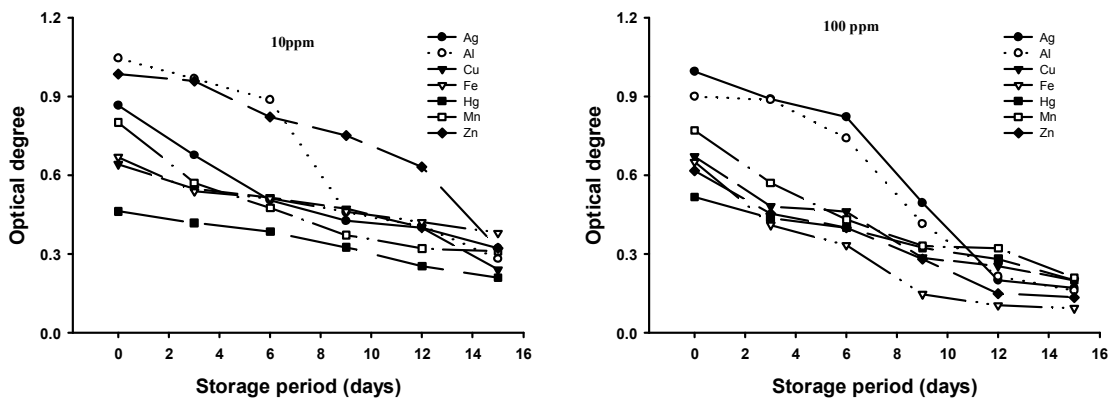 10ppm
Ag
Al
Cu
Fe
Hg
Mn
Zn
Optical degree
1.2
0.9
0.6
0.3
0.0
0 2 4 6 8 10 12 14 16
Storage period (days)
100 ppm
Ag
Al
Cu
Fe
Hg
Mn
Zn
Optical degree
1.2
0.9
0.6
0.3
0.0
0 2 4 6 8 10 12 14 16
Storage period (days)